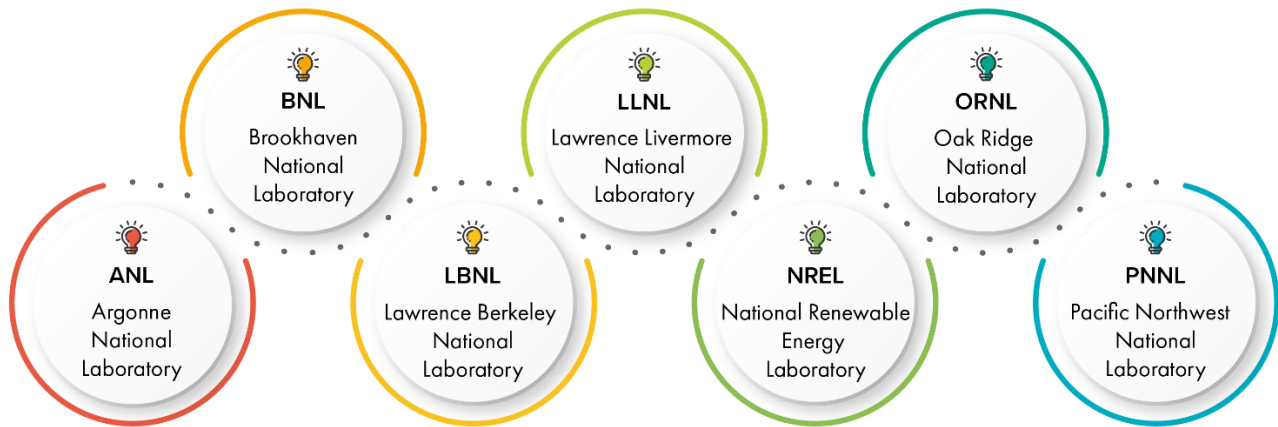 BNL
Brookhaven
National
Laboratory
LLNL
Lawrence Livermore
National
Laboratory
ORNL
Oak Ridge
National
Laboratory
ANL
Argonne
National
Laboratory
LBNL
Lawrence Berkeley
National
Laboratory
NREL
National Renewable
Energy
Laboratory
PNNL
Pacific Northwest
National
Laboratory